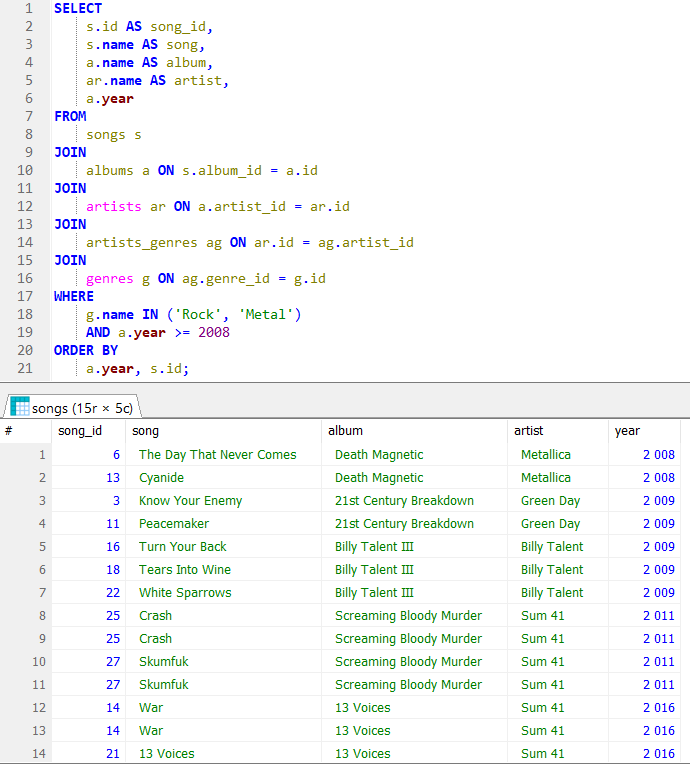 1 SELECT
2 s.id AS song_id,
3 s.name AS song,
4 a.name AS album,
5 ar.name AS artist,
6 a.year
7 FROM
8 songs s
9 JOIN
10 albums a ON s.album_id = a.id
11 JOIN
12 artists ar ON a.artist_id = ar.id
13 JOIN
14 artists_genres ag ON ar.id = ag.artist_id
15 JOIN
16 genres g ON ag.genre_id = g.id
17 WHERE
18 g.name IN ('Rock', 'Metal')
19 AND a.year >= 2008
20 ORDER BY
21 a.year, s.id;
songs (15r × 5c)
# song_id song album artist year
1 6 The Day That Never Comes Death Magnetic Metallica 2 008
2 13 Cyanide Death Magnetic Metallica 2 008
3 3 Know Your Enemy 21st Century Breakdown Green Day 2 009
4 11 Peacemaker 21st Century Breakdown Green Day 2 009
5 16 Turn Your Back Billy Talent III Billy Talent 2 009
6 18 Tears Into Wine Billy Talent III Billy Talent 2 009
7 22 White Sparrows Billy Talent III Billy Talent 2 009
8 25 Crash Screaming Bloody Murder Sum 41 2 011
9 25 Crash Screaming Bloody Murder Sum 41 2 011
10 27 Skumfuk Screaming Bloody Murder Sum 41 2 011
11 27 Skumfuk Screaming Bloody Murder Sum 41 2 011
12 14 War 13 Voices Sum 41 2 016
13 14 War 13 Voices Sum 41 2 016
14 21 13 Voices 13 Voices Sum 41 2 016